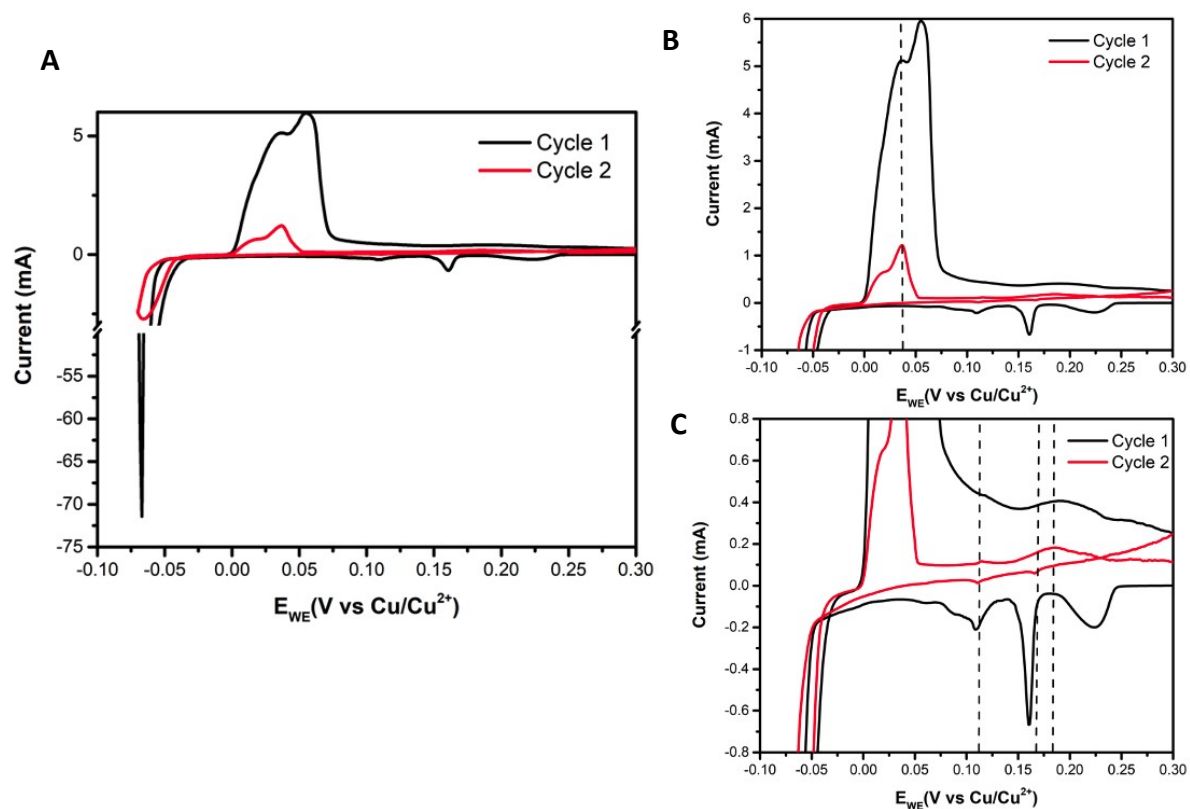 A
5
0
-55
-60
-65
-70
-75
Current (mA)
Cycle 1
Cycle 2
-0.10 -0.05 0.00 0.05 0.10 0.15 0.20 0.25 0.30
E_WE(V vs Cu/Cu²⁺)
B
6
5
4
3
2
1
0
-1
Current (mA)
Cycle 1
Cycle 2
-0.10 -0.05 0.00 0.05 0.10 0.15 0.20 0.25 0.30
E_WE(V vs Cu/Cu²⁺)
C
0.8
0.6
0.4
0.2
0.0
-0.2
-0.4
-0.6
-0.8
Current (mA)
Cycle 1
Cycle 2
-0.10 -0.05 0.00 0.05 0.10 0.15 0.20 0.25 0.30
E_WE(V vs Cu/Cu²⁺)